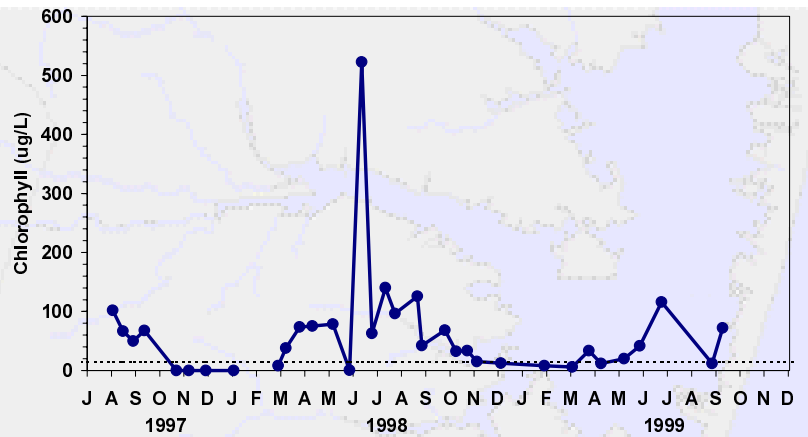 600
500
400
300
200
100
0
Chlorophyll (ug/L)
J A S O N D J F M A M J J A S O N D J F M A M J J A S O N D
1997 1998 1999